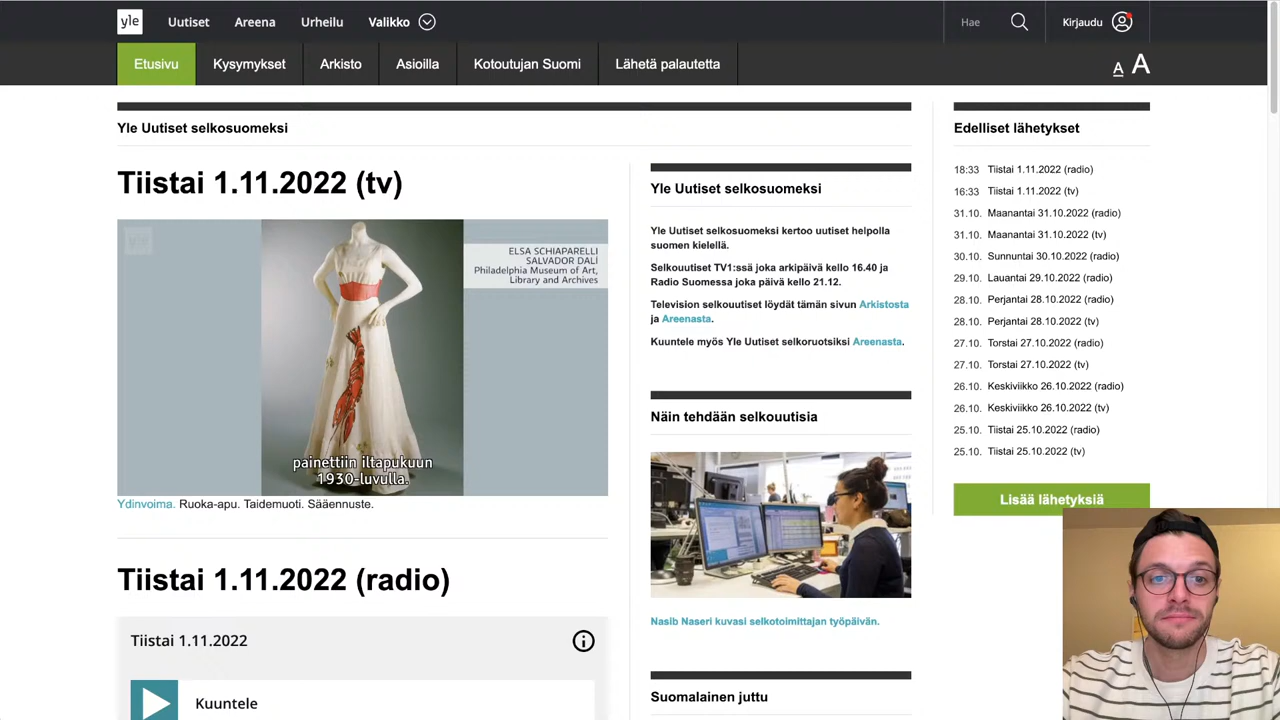 yle
Uutiset
Areena
Urheilu
Valikko
Hae
Kirjaudu
Etusivu
Kysymykset
Arkisto
Asioilla
Kotoutujan Suomi
Lähetä palautetta
A A
Yle Uutiset selkosuomeksi
Tiistai 1.11.2022 (tv)
yle
ELSA SCHIAPARELLI
SALVADOR DALÍ
Philadelphia Museum of Art,
Library and Archives
painettiin iltapukuun
1930-luvulla.
Ydinvoima. Ruoka-apu. Taidemuoti. Sääennuste.
Tiistai 1.11.2022 (radio)
Tiistai 1.11.2022
Kuuntele
Yle Uutiset selkosuomeksi
Yle Uutiset selkosuomeksi kertoo uutiset helpolla
suomen kielellä.
Selkouutiset TV1:ssä joka arkipäivä kello 16.40 ja
Radio Suomessa joka päivä kello 21.12.
Television selkouutiset löydät tämän sivun Arkistosta
ja Areenasta.
Kuuntele myös Yle Uutiset selkoruotsiksi Areenasta.
Näin tehdään selkouutisia
Nasib Naseri kuvasi selkotoimittajan työpäivän.
Suomalainen juttu
Edelliset lähetykset
18:33 Tiistai 1.11.2022 (radio)
16:33 Tiistai 1.11.2022 (tv)
31.10. Maanantai 31.10.2022 (radio)
31.10. Maanantai 31.10.2022 (tv)
30.10. Sunnuntai 30.10.2022 (radio)
29.10. Lauantai 29.10.2022 (radio)
28.10. Perjantai 28.10.2022 (radio)
28.10. Perjantai 28.10.2022 (tv)
27.10. Torstai 27.10.2022 (radio)
27.10. Torstai 27.10.2022 (tv)
26.10. Keskiviikko 26.10.2022 (radio)
26.10. Keskiviikko 26.10.2022 (tv)
25.10. Tiistai 25.10.2022 (radio)
25.10. Tiistai 25.10.2022 (tv)
Lisää lähetyksiä